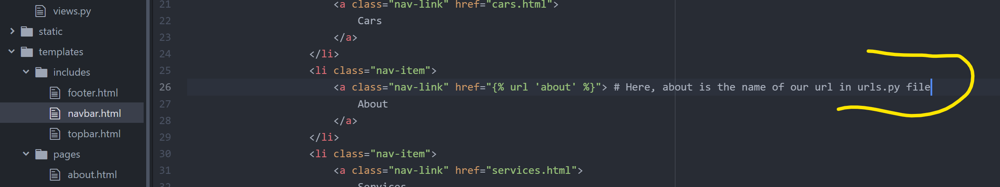 views.py
static
templates
includes
footer.html
navbar.html
topbar.html
pages
about.html
21 <a class="nav-link" href="cars.html">
22 Cars
23 </a>
24 </li>
25 <li class="nav-item">
26 <a class="nav-link" href="{% url 'about' %}"> # Here, about is the name of our url in urls.py file
27 About
28 </a>
29 </li>
30 <li class="nav-item">
31 <a class="nav-link" href="services.html">
32 Services